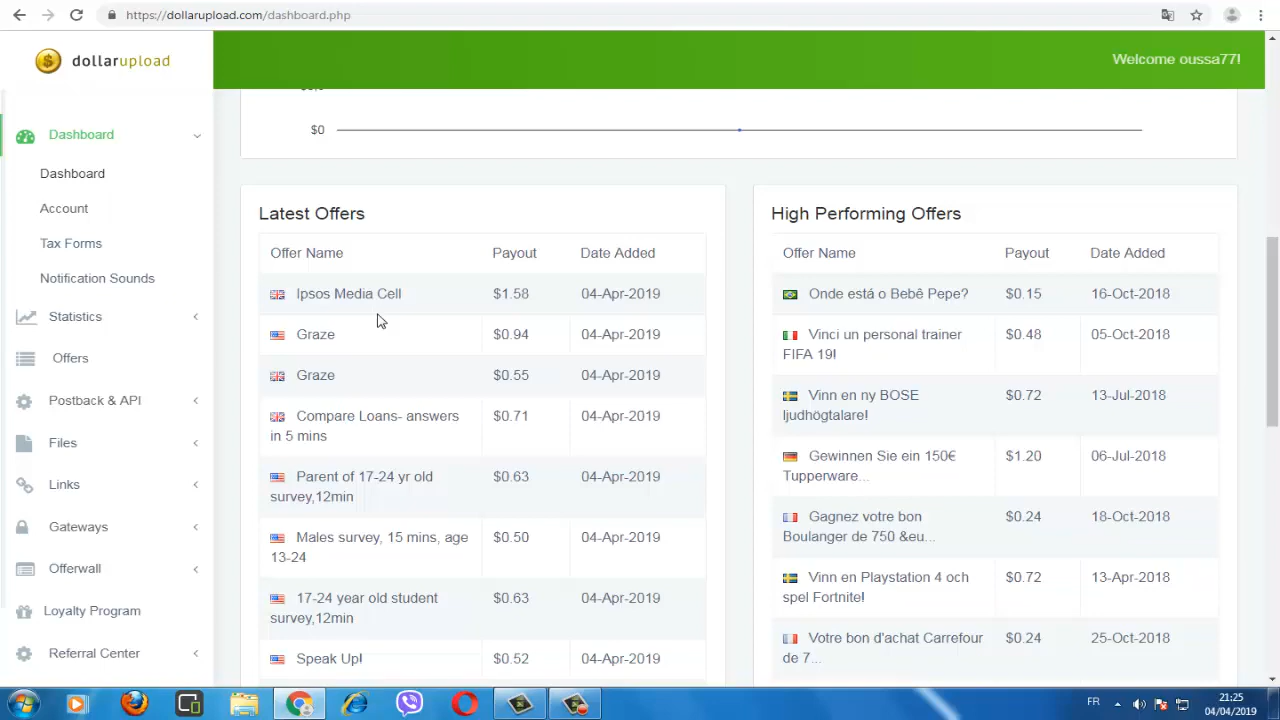 https://dollarupload.com/dashboard.php
dollarupload
Welcome oussa77!
Dashboard
Dashboard
Account
Tax Forms
Notification Sounds
Statistics
Offers
Postback & API
Files
Links
Gateways
Offerwall
Loyalty Program
Referral Center
$0
Latest Offers
Offer Name Payout Date Added
Ipsos Media Cell $1.58 04-Apr-2019
Graze $0.94 04-Apr-2019
Graze $0.55 04-Apr-2019
Compare Loans- answers $0.71 04-Apr-2019
in 5 mins
Parent of 17-24 yr old $0.63 04-Apr-2019
survey,12min
Males survey, 15 mins, age $0.50 04-Apr-2019
13-24
17-24 year old student $0.63 04-Apr-2019
survey,12min
Speak Up! $0.52 04-Apr-2019
High Performing Offers
Offer Name Payout Date Added
Onde está o Bebê Pepe? $0.15 16-Oct-2018
Vinci un personal trainer $0.48 05-Oct-2018
FIFA 19!
Vinn en ny BOSE $0.72 13-Jul-2018
ljudhögtalare!
Gewinnen Sie ein 150€ $1.20 06-Jul-2018
Tupperware...
Gagnez votre bon $0.24 18-Oct-2018
Boulanger de 750 &eu...
Vinn en Playstation 4 och $0.72 13-Apr-2018
spel Fortnite!
Votre bon d'achat Carrefour $0.24 25-Oct-2018
de 7...
FR
21:25
04/04/2019